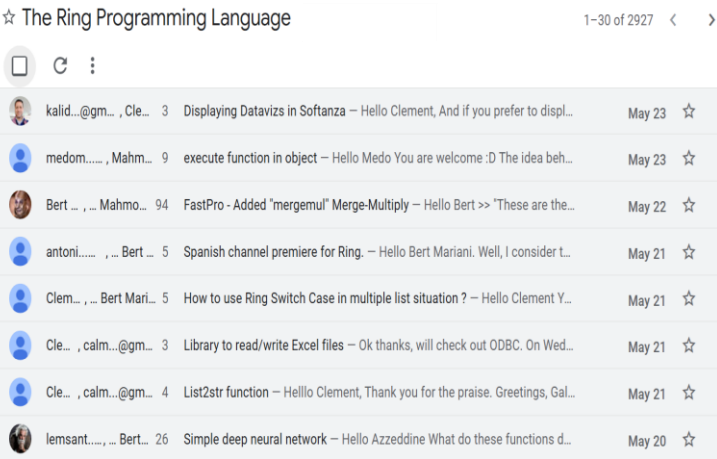 The Ring Programming Language
1–30 of 2927
kalid...@gm... , Cle... 3 Displaying Datavizs in Softanza – Hello Clement, And if you prefer to displ... May 23
medom..... , Mahm... 9 execute function in object – Hello Medo You are welcome :D The idea beh... May 23
Bert ... , ... Mahmo... 94 FastPro - Added "mergemul" Merge-Multiply – Hello Bert >> "These are the... May 22
antoni...... , ... Bert ... 5 Spanish channel premiere for Ring. – Hello Bert Mariani. Well, I consider t... May 21
Clem... , ... Bert Mari... 5 How to use Ring Switch Case in multiple list situation ? – Hello Clement Y... May 21
Cle... , calm...@gm... 3 Library to read/write Excel files – Ok thanks, will check out ODBC. On Wed... May 21
Cle... , calm...@gm... 4 List2str function – Helllo Clement, Thank you for the praise. Greetings, Gal... May 21
lemsant....., ... Bert... 26 Simple deep neural network – Hello Azzeddine What do these functions d... May 20